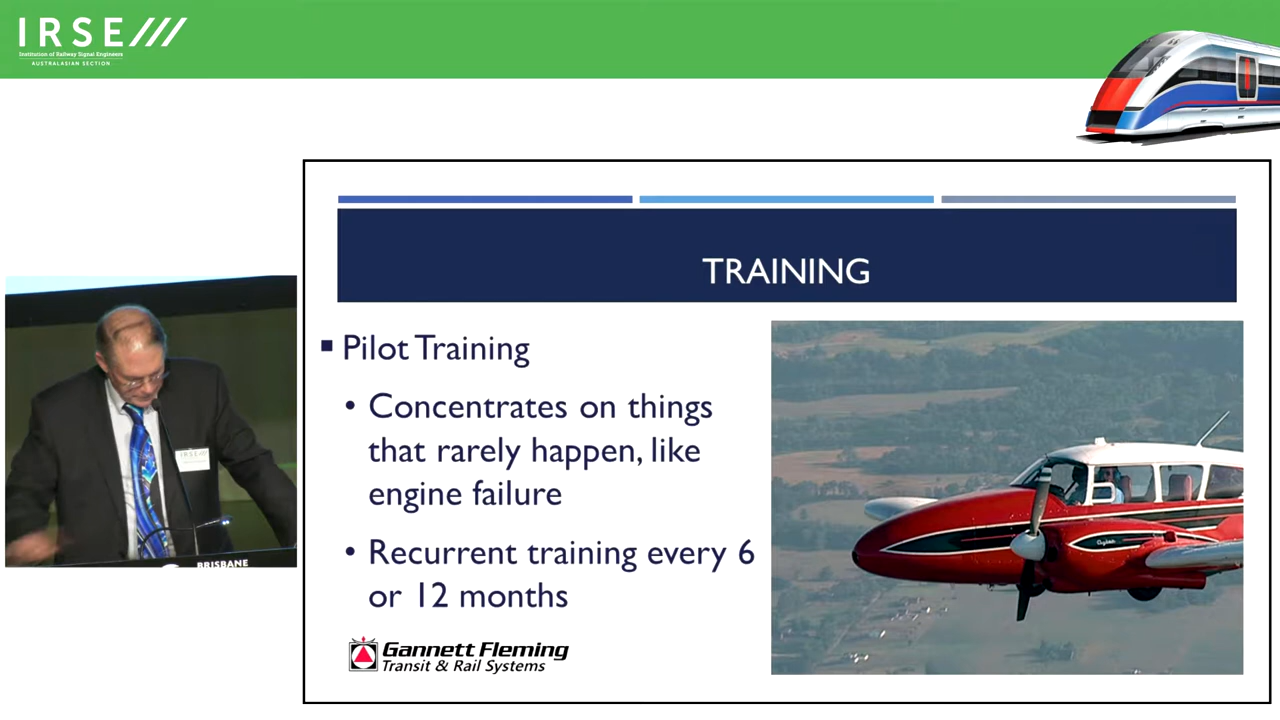 IRSE
Institution of Railway Signal Engineers
AUSTRALASIAN SECTION
TRAINING
Pilot Training
Concentrates on things
that rarely happen, like
engine failure
Recurrent training every 6
or 12 months
Gannett Fleming
Transit & Rail Systems
IRSE
BRISBANE